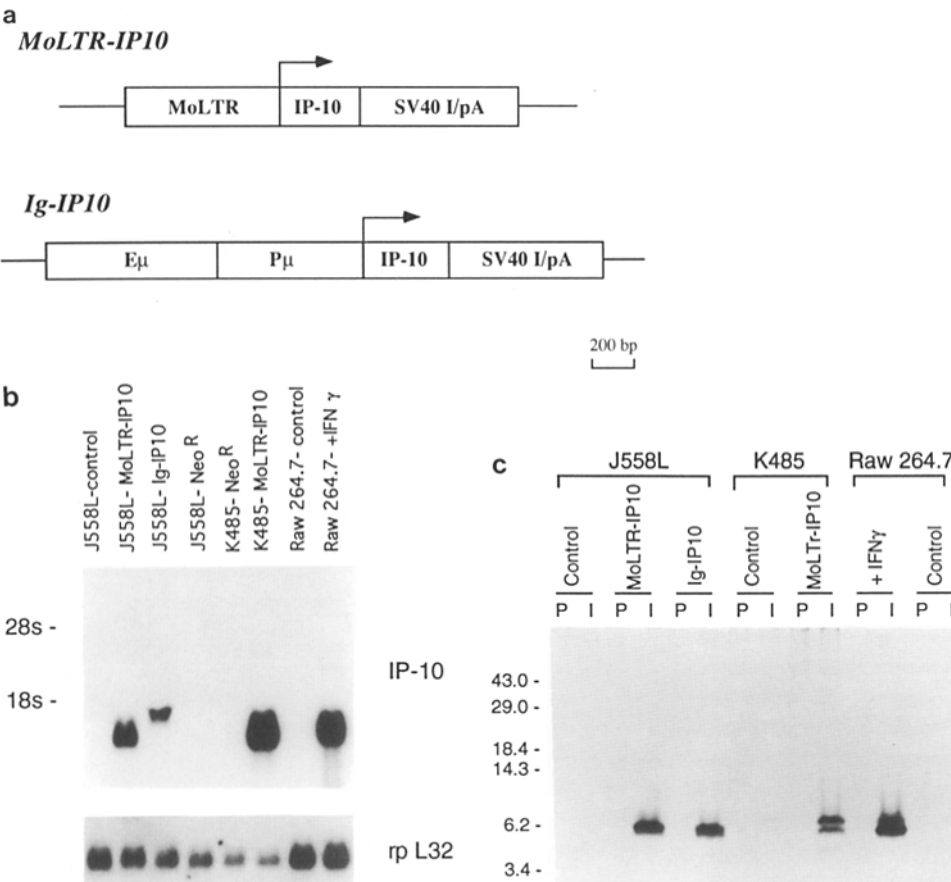 a
MoLTR-IP10
MoLTR IP-10 SV40 I/pA
Ig-IP10
Eμ Pμ IP-10 SV40 I/pA
200 bp
b
J558L-control
J558L- MoLTR-IP10
J558L- Ig-IP10
J558L- Neo R
K485- Neo R
K485- MoLTR-IP10
Raw 264.7- control
Raw 264.7- +IFN γ
28s -
18s -
IP-10
rp L32
c
J558L K485 Raw 264.7
Control
MoLTR-IP10
Ig-IP10
Control
MoLTr-IP10
+ IFNγ
Control
P I P I P I P I P I P I P I
43.0 -
29.0 -
18.4 -
14.3 -
6.2 -
3.4 -